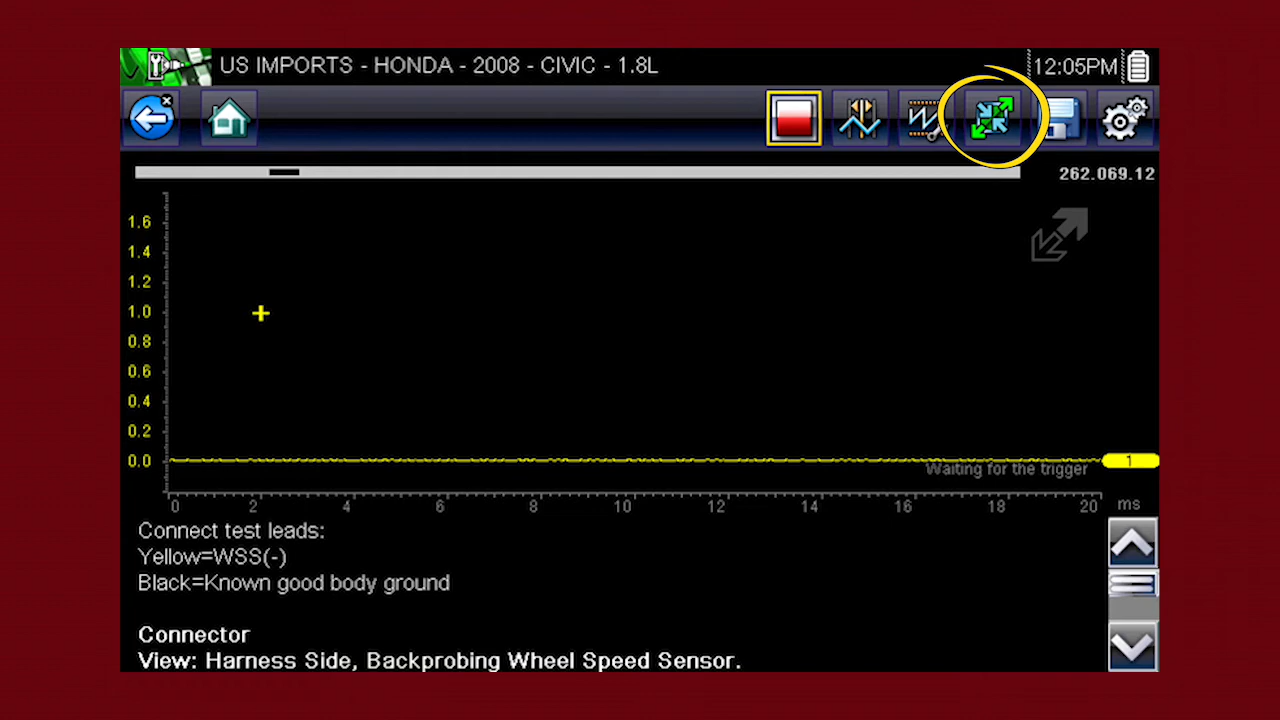 US IMPORTS - HONDA - 2008 - CIVIC - 1.8L
12:05PM
262.069.12
1.6
1.4
1.2
1.0
0.8
0.6
0.4
0.2
0.0
1
Waiting for the trigger
0 2 4 6 8 10 12 14 16 18 20 ms
Connect test leads:
Yellow=WSS(-)
Black=Known good body ground
Connector
View: Harness Side, Backprobing Wheel Speed Sensor.